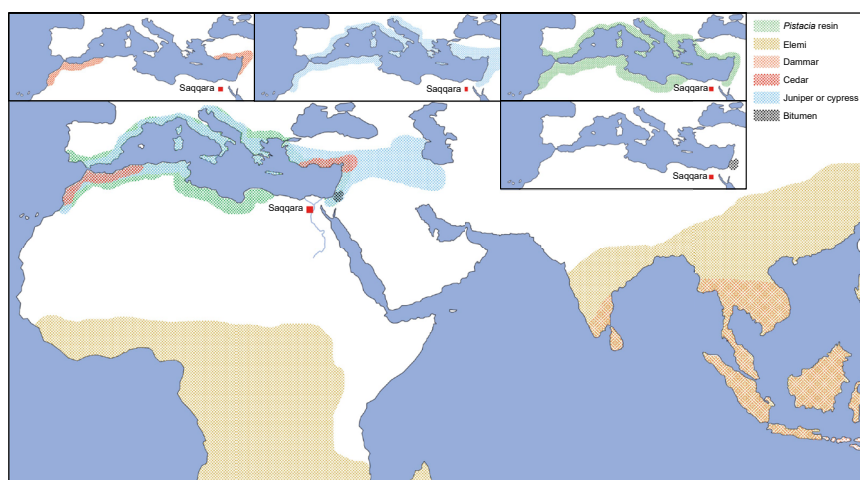 Saqqara
Saqqara
Saqqara
Pistacia resin
Elemi
Dammar
Cedar
Juniper or cypress
Bitumen
Saqqara
Saqqara